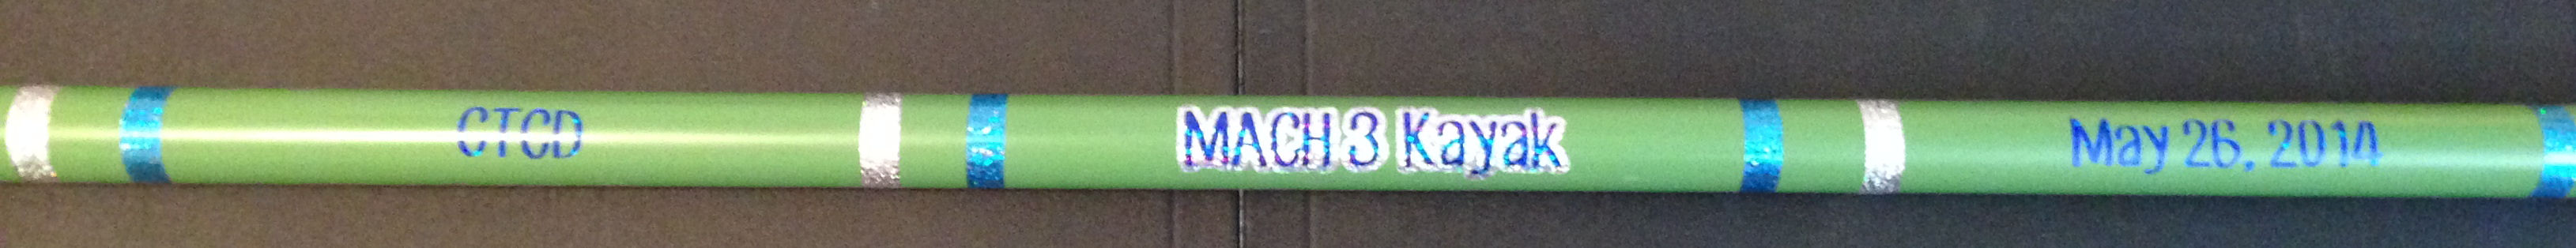 CTCD
MACH 3 Kayak
May 26, 2014